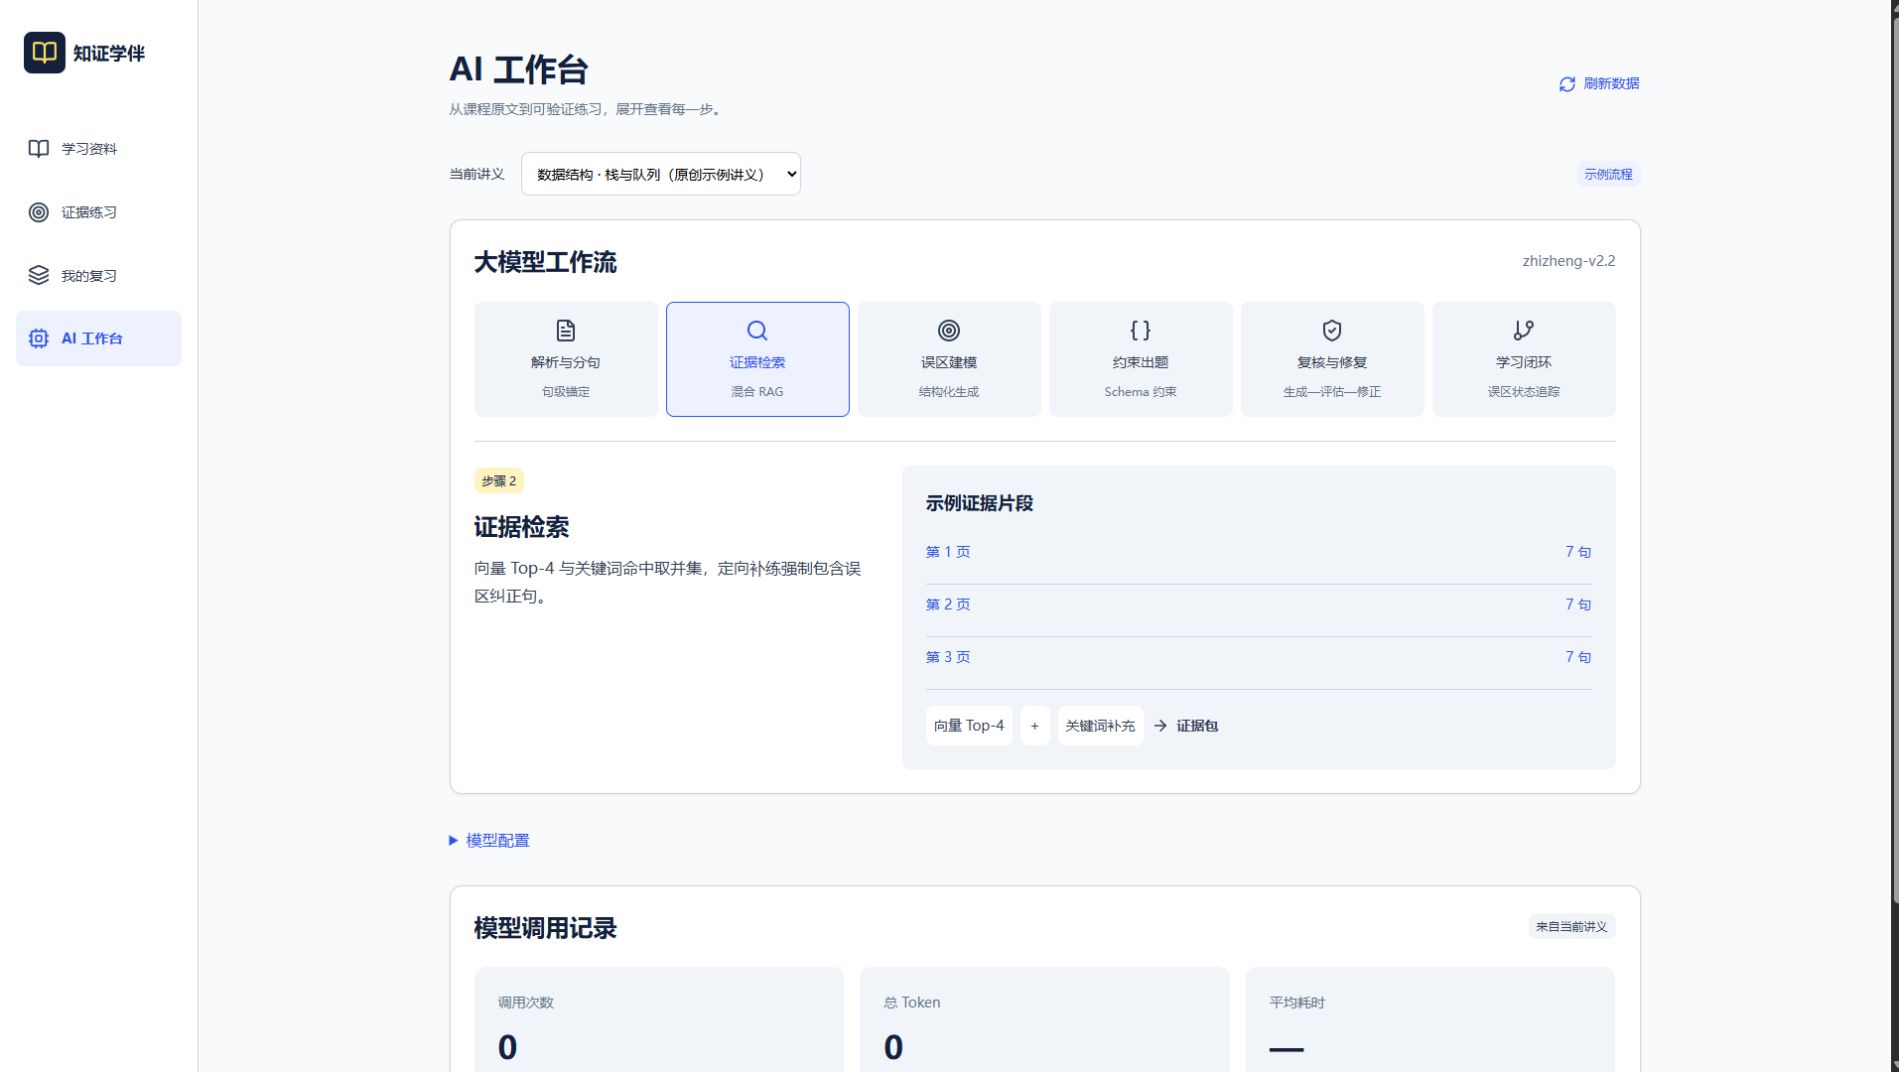 知证学伴
学习资料
证据练习
我的复习
AI 工作台
AI 工作台
从课程原文到可验证练习，展开查看每一步。
刷新数据
当前讲义
数据结构 · 栈与队列（原创示例讲义）
示例流程
大模型工作流
zhizheng-v2.2
解析与分句
句级锚定
证据检索
混合 RAG
误区建模
结构化生成
约束出题
Schema 约束
复核与修复
生成—评估—修正
学习闭环
误区状态追踪
步骤 2
证据检索
向量 Top-4 与关键词命中取并集，定向补练强制包含误
区纠正句。
示例证据片段
第 1 页 7 句
第 2 页 7 句
第 3 页 7 句
向量 Top-4 + 关键词补充 → 证据包
模型配置
模型调用记录
来自当前讲义
调用次数
0
总 Token
0
平均耗时
—